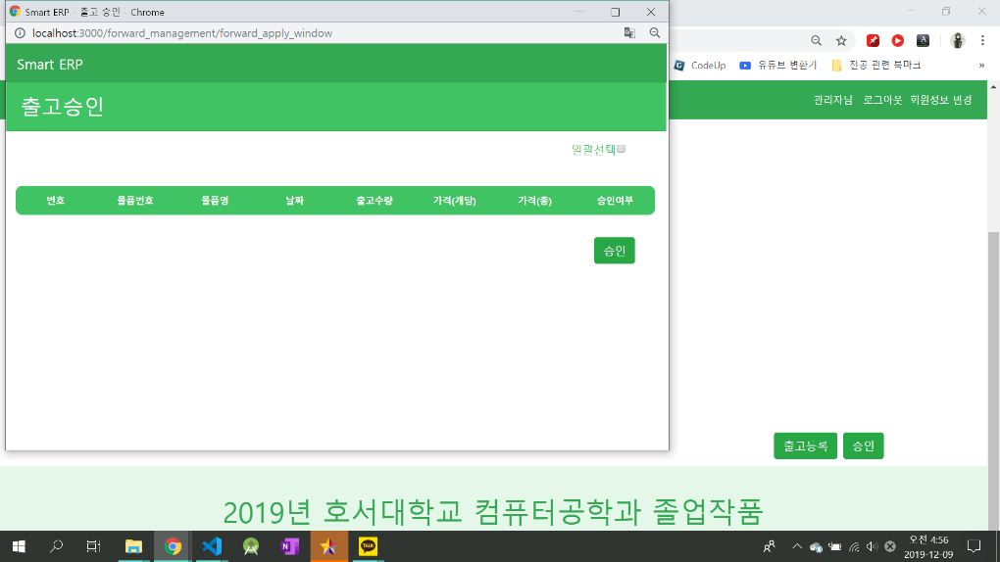 Smart ERP - 출고 승인 - Chrome
localhost:3000/forward_management/forward_apply_window
Smart ERP
출고승인
일괄선택
번호 물품번호 물품명 날짜 출고수량 가격(개당) 가격(총) 승인여부
승인
CodeUp 유튜브 변환기 전공 관련 북마크 »
관리자님 로그아웃 회원정보 변경
출고등록 승인
2019년 호서대학교 컴퓨터공학과 졸업작품
오전 4:56
2019-12-09